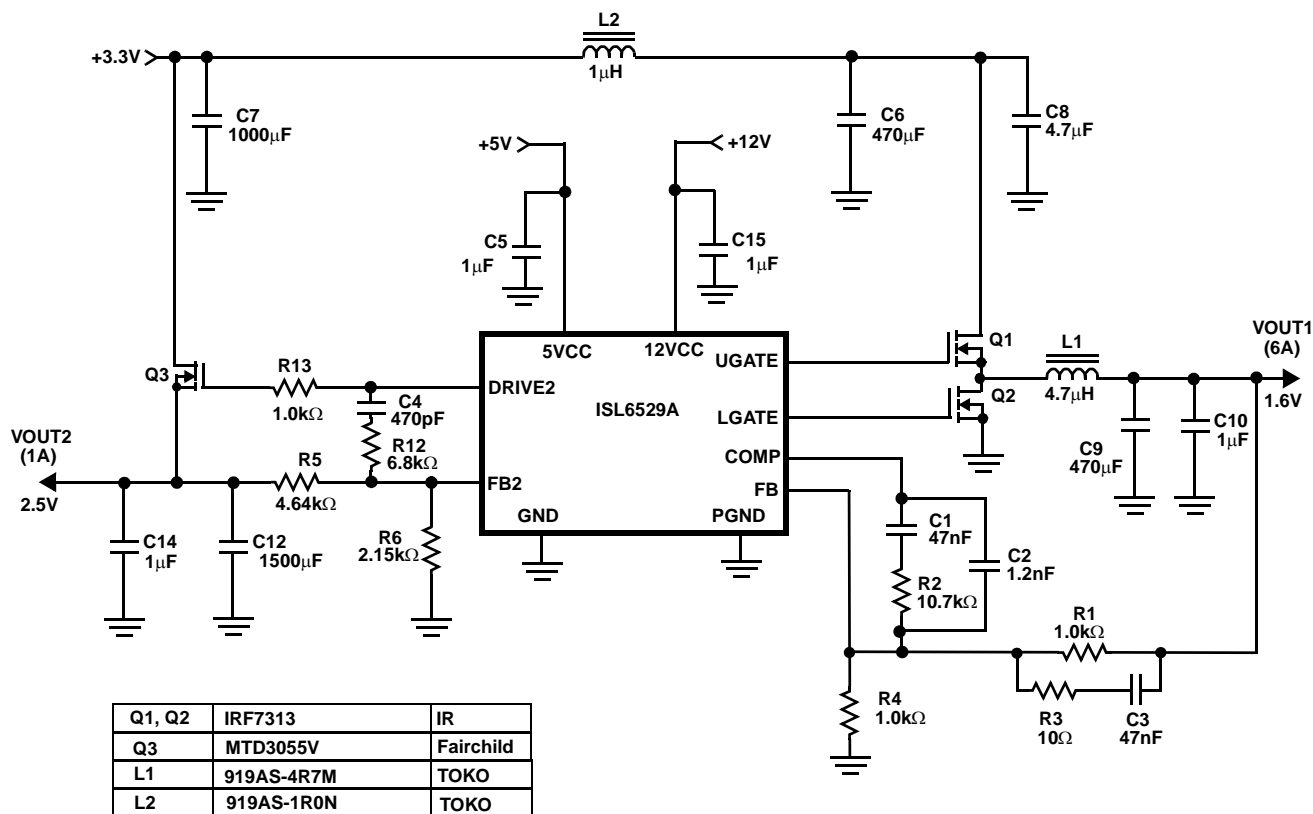 L2
+3.3V
1μH
C7
1000μF
C6
470μF
C8
4.7μF
+5V
+12V
C5
1μF
C15
1μF
5VCC
12VCC
UGATE
Q1
L1
4.7μH
VOUT1
(6A)
1.6V
Q3
R13
1.0kΩ
DRIVE2
ISL6529A
LGATE
Q2
C4
470pF
R12
6.8kΩ
C9
470μF
C10
1μF
VOUT2
(1A)
2.5V
R5
4.64kΩ
FB2
COMP
FB
GND
PGND
C14
1μF
C12
1500μF
R6
2.15kΩ
C1
47nF
C2
1.2nF
R2
10.7kΩ
R1
1.0kΩ
R4
1.0kΩ
R3
10Ω
C3
47nF
Q1, Q2 IRF7313 IR
Q3 MTD3055V Fairchild
L1 919AS-4R7M TOKO
L2 919AS-1R0N TOKO